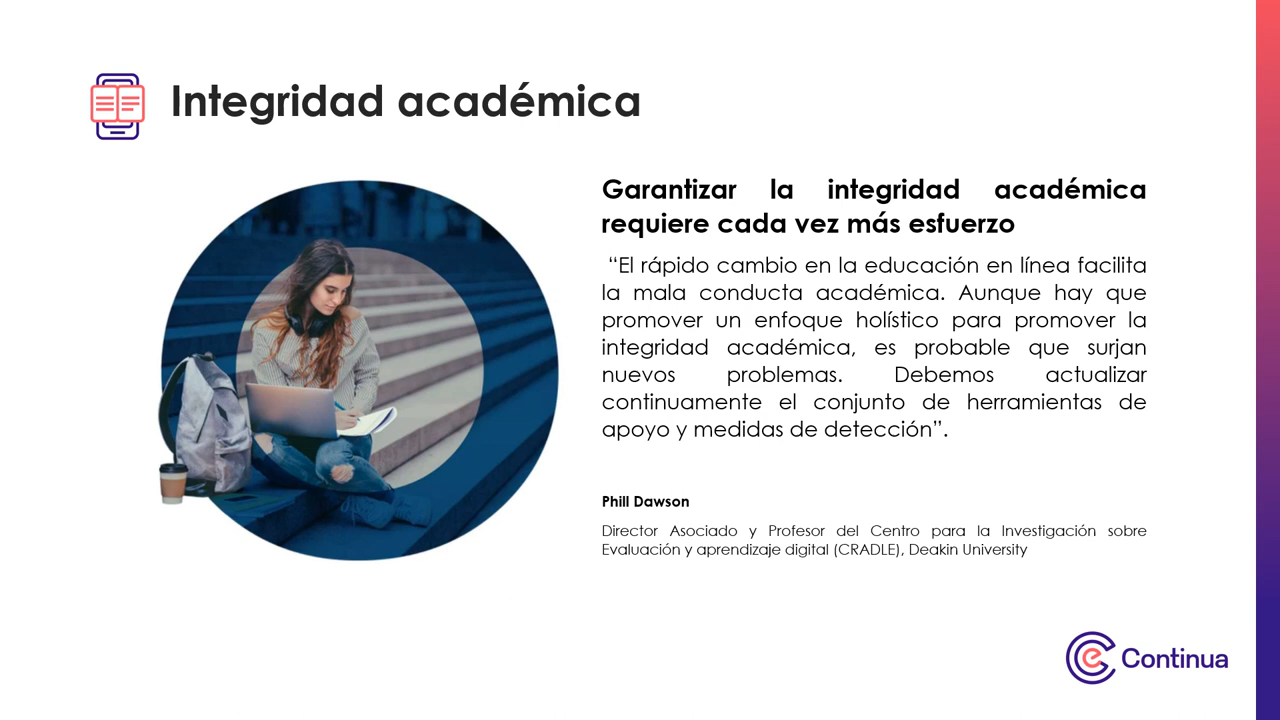 Integridad académica
Garantizar la integridad académica
requiere cada vez más esfuerzo
“El rápido cambio en la educación en línea facilita
la mala conducta académica. Aunque hay que
promover un enfoque holístico para promover la
integridad académica, es probable que surjan
nuevos problemas. Debemos actualizar
continuamente el conjunto de herramientas de
apoyo y medidas de detección”.
Phill Dawson
Director Asociado y Profesor del Centro para la Investigación sobre
Evaluación y aprendizaje digital (CRADLE), Deakin University
e Continua